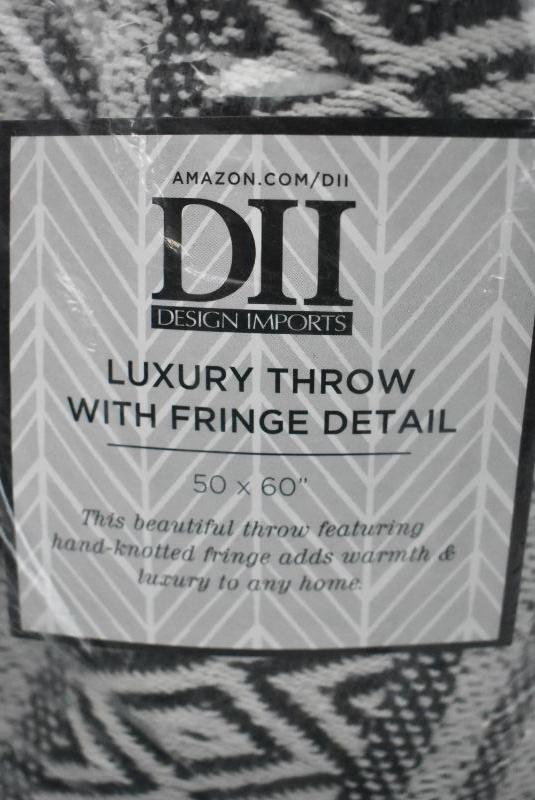 AMAZON.COM/DII
DII
DESIGN IMPORTS
LUXURY THROW
WITH FRINGE DETAIL
50 x 60"
This beautiful throw featuring
hand-knotted fringe adds warmth &
luxury to any home.